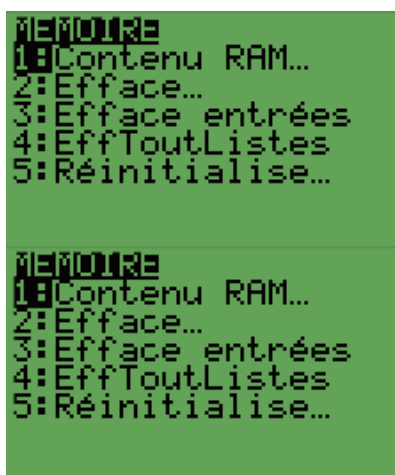 MEMOIRE
1:Contenu RAM…
2:Efface…
3:Efface entrées
4:EffToutListes
5:Réinitialise…
MEMOIRE
1:Contenu RAM…
2:Efface…
3:Efface entrées
4:EffToutListes
5:Réinitialise…